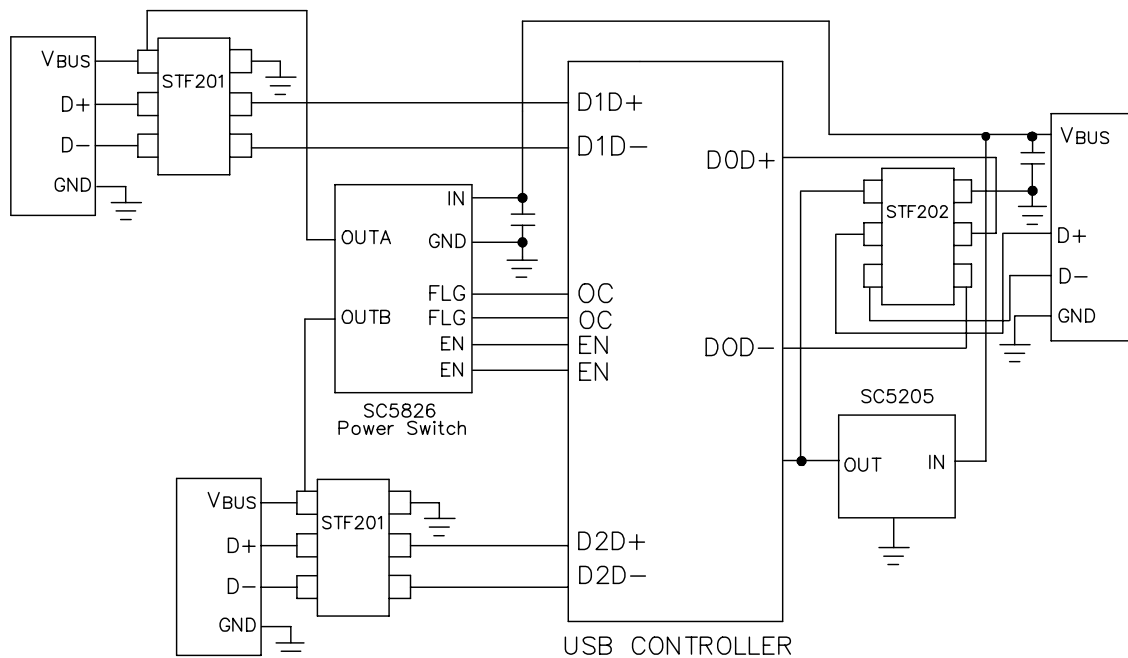 VBUS
D+
D-
GND
STF201
OUTA
OUTB
IN
GND
FLG
FLG
EN
EN
SC5826
Power Switch
VBUS
D+
D-
GND
STF201
D1D+
D1D-
OC
OC
EN
EN
D2D+
D2D-
DOD+
DOD-
USB CONTROLLER
STF202
VBUS
D+
D-
GND
SC5205
OUT
IN